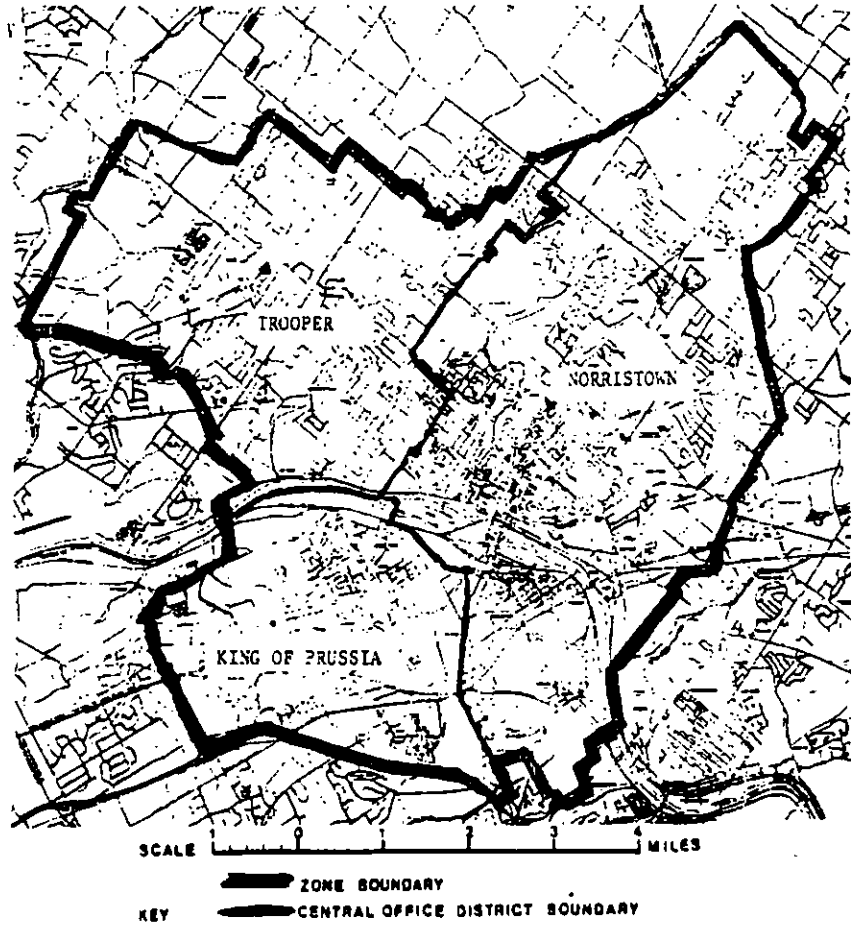 TROOPER
NORRISTOWN
KING OF PRUSSIA
SCALE 1 0 1 2 3 4 MILES
ZONE BOUNDARY
KEY CENTRAL OFFICE DISTRICT BOUNDARY